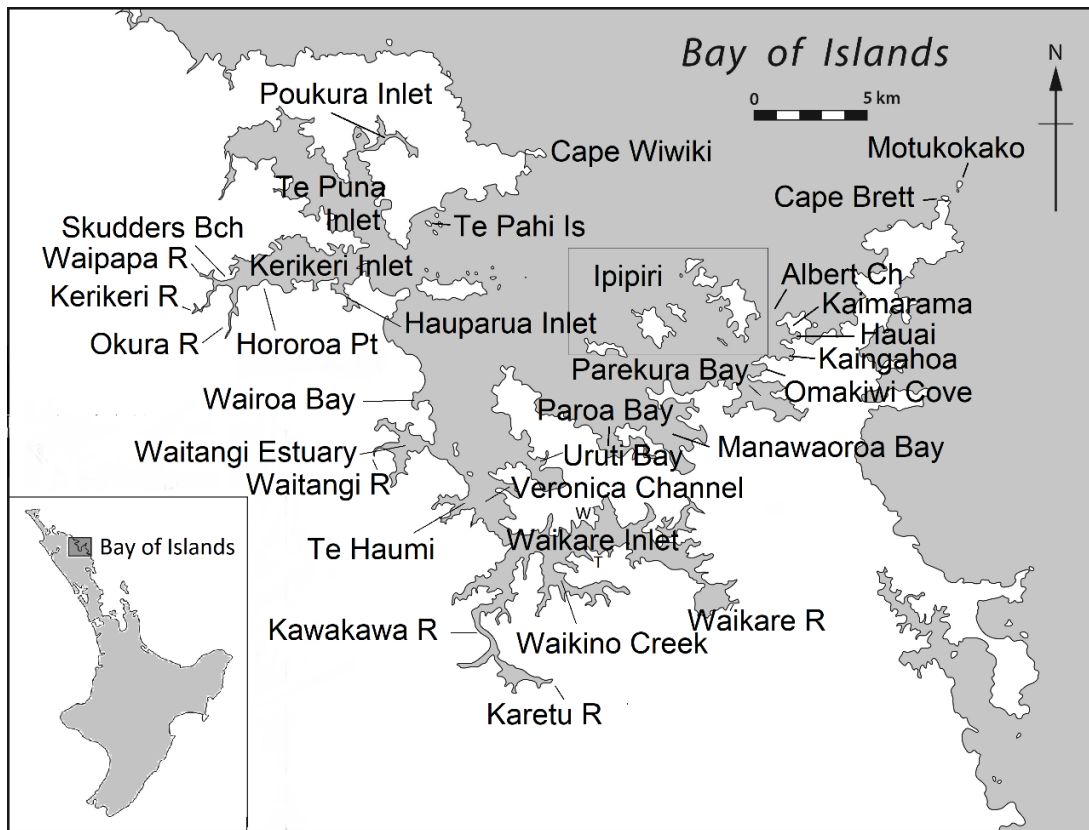 Bay of Islands
N
0 5 km
Poukura Inlet
Cape Wiwiki
Motukokako
Cape Brett
Te Puna
Inlet
Te Pahi Is
Skudders Bch
Waipapa R
Kerikeri Inlet
Kerikeri R
Ipipiri
Albert Ch
Kaimarama
Hauparua Inlet
Hauai
Okura R
Hororoa Pt
Kaingahoa
Parekura Bay
Omakiwi Cove
Wairoa Bay
Paroa Bay
Waitangi Estuary
Uruti Bay
Manawaoroa Bay
Waitangi R
Veronica Channel
W
Te Haumi
Waikare Inlet
T
Bay of Islands
Kawakawa R
Waikino Creek
Waikare R
Karetu R